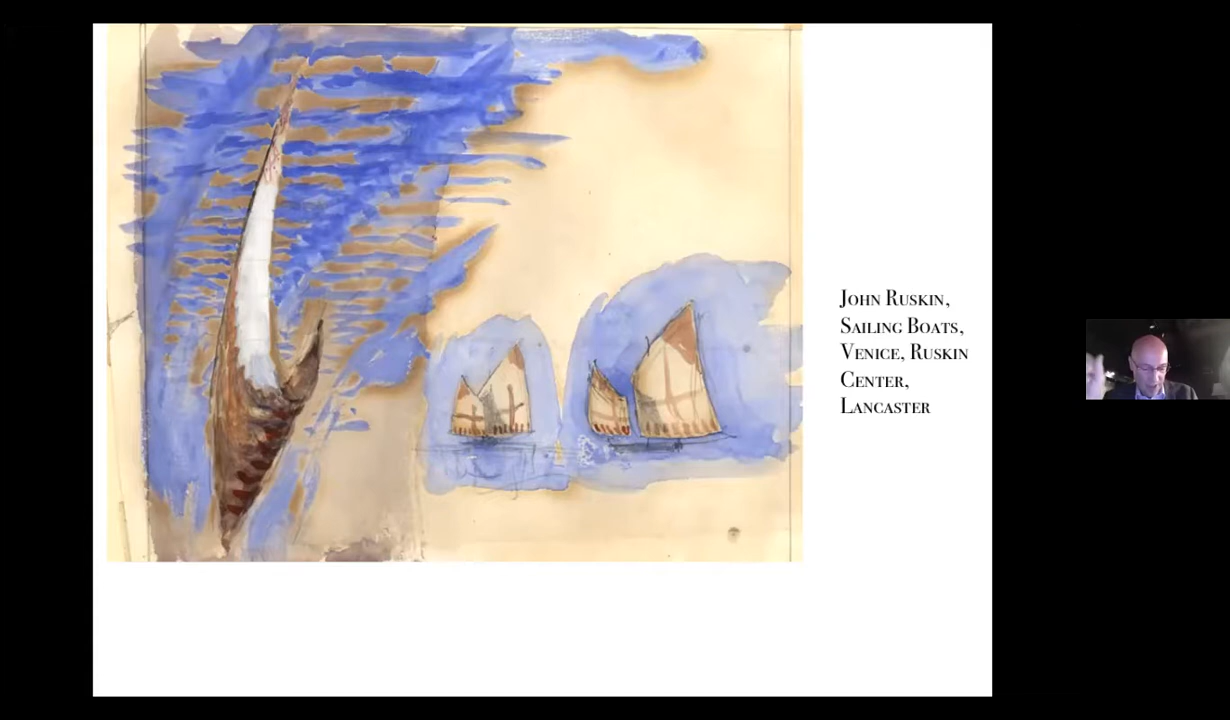 John Ruskin,
Sailing Boats,
Venice, Ruskin
Center,
Lancaster